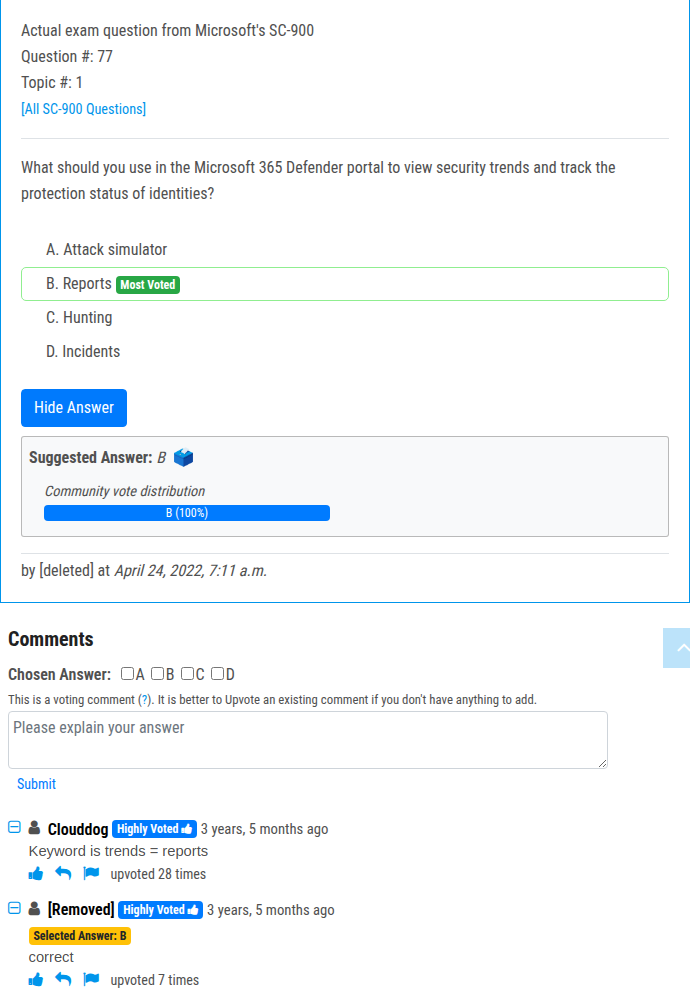 Actual exam question from Microsoft's SC-900
Question #: 77
Topic #: 1
[All SC-900 Questions]
What should you use in the Microsoft 365 Defender portal to view security trends and track the
protection status of identities?
A. Attack simulator
B. Reports Most Voted
C. Hunting
D. Incidents
Hide Answer
Suggested Answer: B
Community vote distribution
B (100%)
by [deleted] at April 24, 2022, 7:11 a.m.
Comments
Chosen Answer: A B C D
This is a voting comment (?). It is better to Upvote an existing comment if you don't have anything to add.
Please explain your answer
Submit
Clouddog Highly Voted 3 years, 5 months ago
Keyword is trends = reports
upvoted 28 times
[Removed] Highly Voted 3 years, 5 months ago
Selected Answer: B
correct
upvoted 7 times